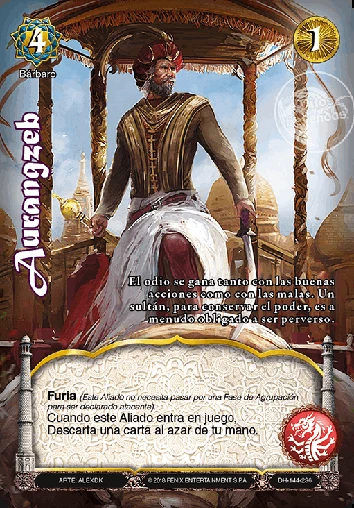 4
1
Bárbaro
Aurangzeb
El odio se gana tanto con las buenas
acciones como con las malas. Un
sultán, para conservar el poder, es a
menudo obligado a ser perverso.
Furia (Este Aliado no necesita pasar por una Fase de Agrupación
para ser declarado atacante)
Cuando este Aliado entra en juego,
Descarta una carta al azar de tu mano.
ARTE: ALEXDK
FENIX ENTERTAINMENT S.P.A.